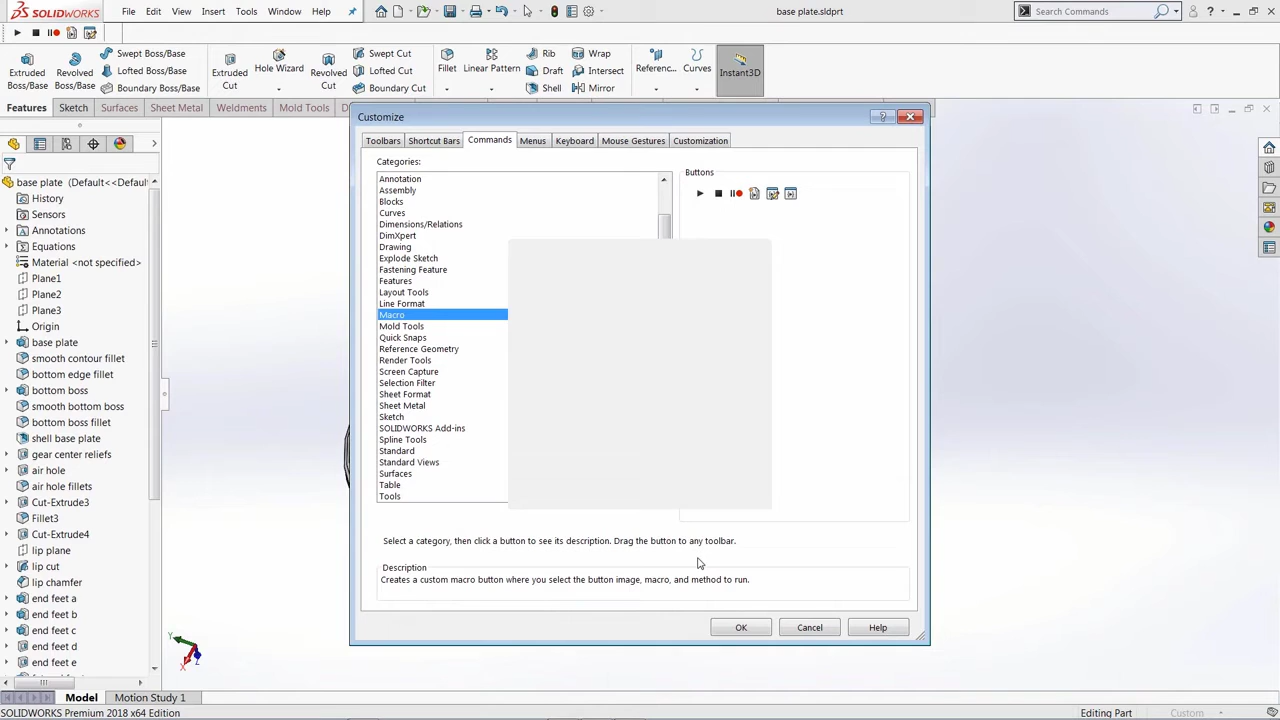 SOLIDWORKS File Edit View Insert Tools Window Help base plate.sldprt Search Commands
Extruded Boss/Base
Revolved Boss/Base
Swept Boss/Base
Lofted Boss/Base
Boundary Boss/Base
Extruded Cut
Hole Wizard
Revolved Cut
Swept Cut
Lofted Cut
Boundary Cut
Fillet
Linear Pattern
Rib
Draft
Shell
Wrap
Intersect
Mirror
Referenc...
Curves
Instant3D
Features Sketch Surfaces Sheet Metal Weldments Mold Tools D
base plate (Default<<Defaul
History
Sensors
Annotations
Equations
Material <not specified>
Plane1
Plane2
Plane3
Origin
base plate
smooth contour fillet
bottom edge fillet
bottom boss
smooth bottom boss
bottom boss fillet
shell base plate
gear center reliefs
air hole
air hole fillets
Cut-Extrude3
Fillet3
Cut-Extrude4
lip plane
lip cut
lip chamfer
end feet a
end feet b
end feet c
end feet d
end feet e
Customize
Toolbars Shortcut Bars Commands Menus Keyboard Mouse Gestures Customization
Categories:
Annotation
Assembly
Blocks
Curves
Dimensions/Relations
DimXpert
Drawing
Explode Sketch
Fastening Feature
Features
Layout Tools
Line Format
Macro
Mold Tools
Quick Snaps
Reference Geometry
Render Tools
Screen Capture
Selection Filter
Sheet Format
Sheet Metal
Sketch
SOLIDWORKS Add-ins
Spline Tools
Standard
Standard Views
Surfaces
Table
Tools
Buttons
Select a category, then click a button to see its description. Drag the button to any toolbar.
Description
Creates a custom macro button where you select the button image, macro, and method to run.
OK Cancel Help
Y
X
Z
Model Motion Study 1
SOLIDWORKS Premium 2018 x64 Edition Editing Part Custom